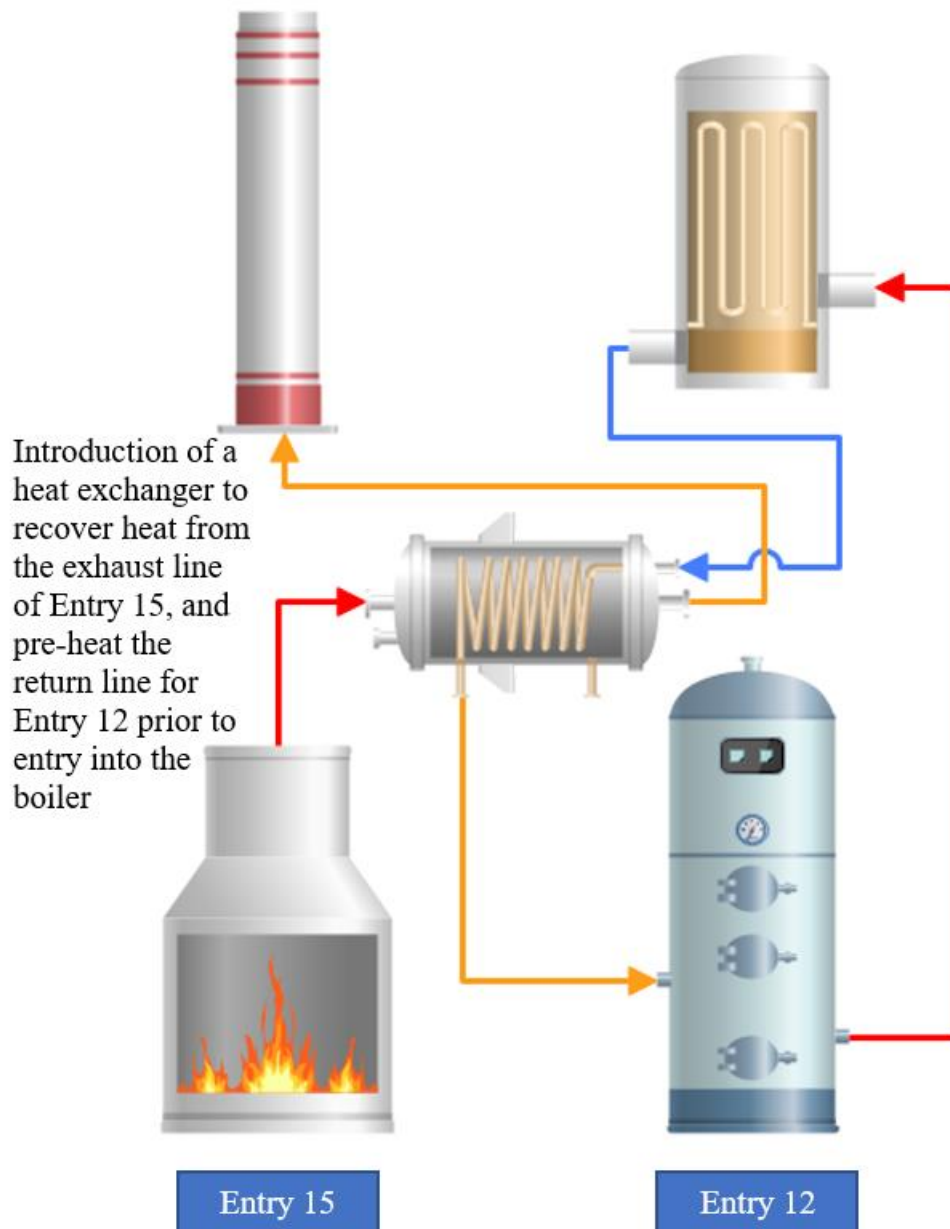 Introduction of a
heat exchanger to
recover heat from
the exhaust line
of Entry 15, and
pre-heat the
return line for
Entry 12 prior to
entry into the
boiler
Entry 15
Entry 12